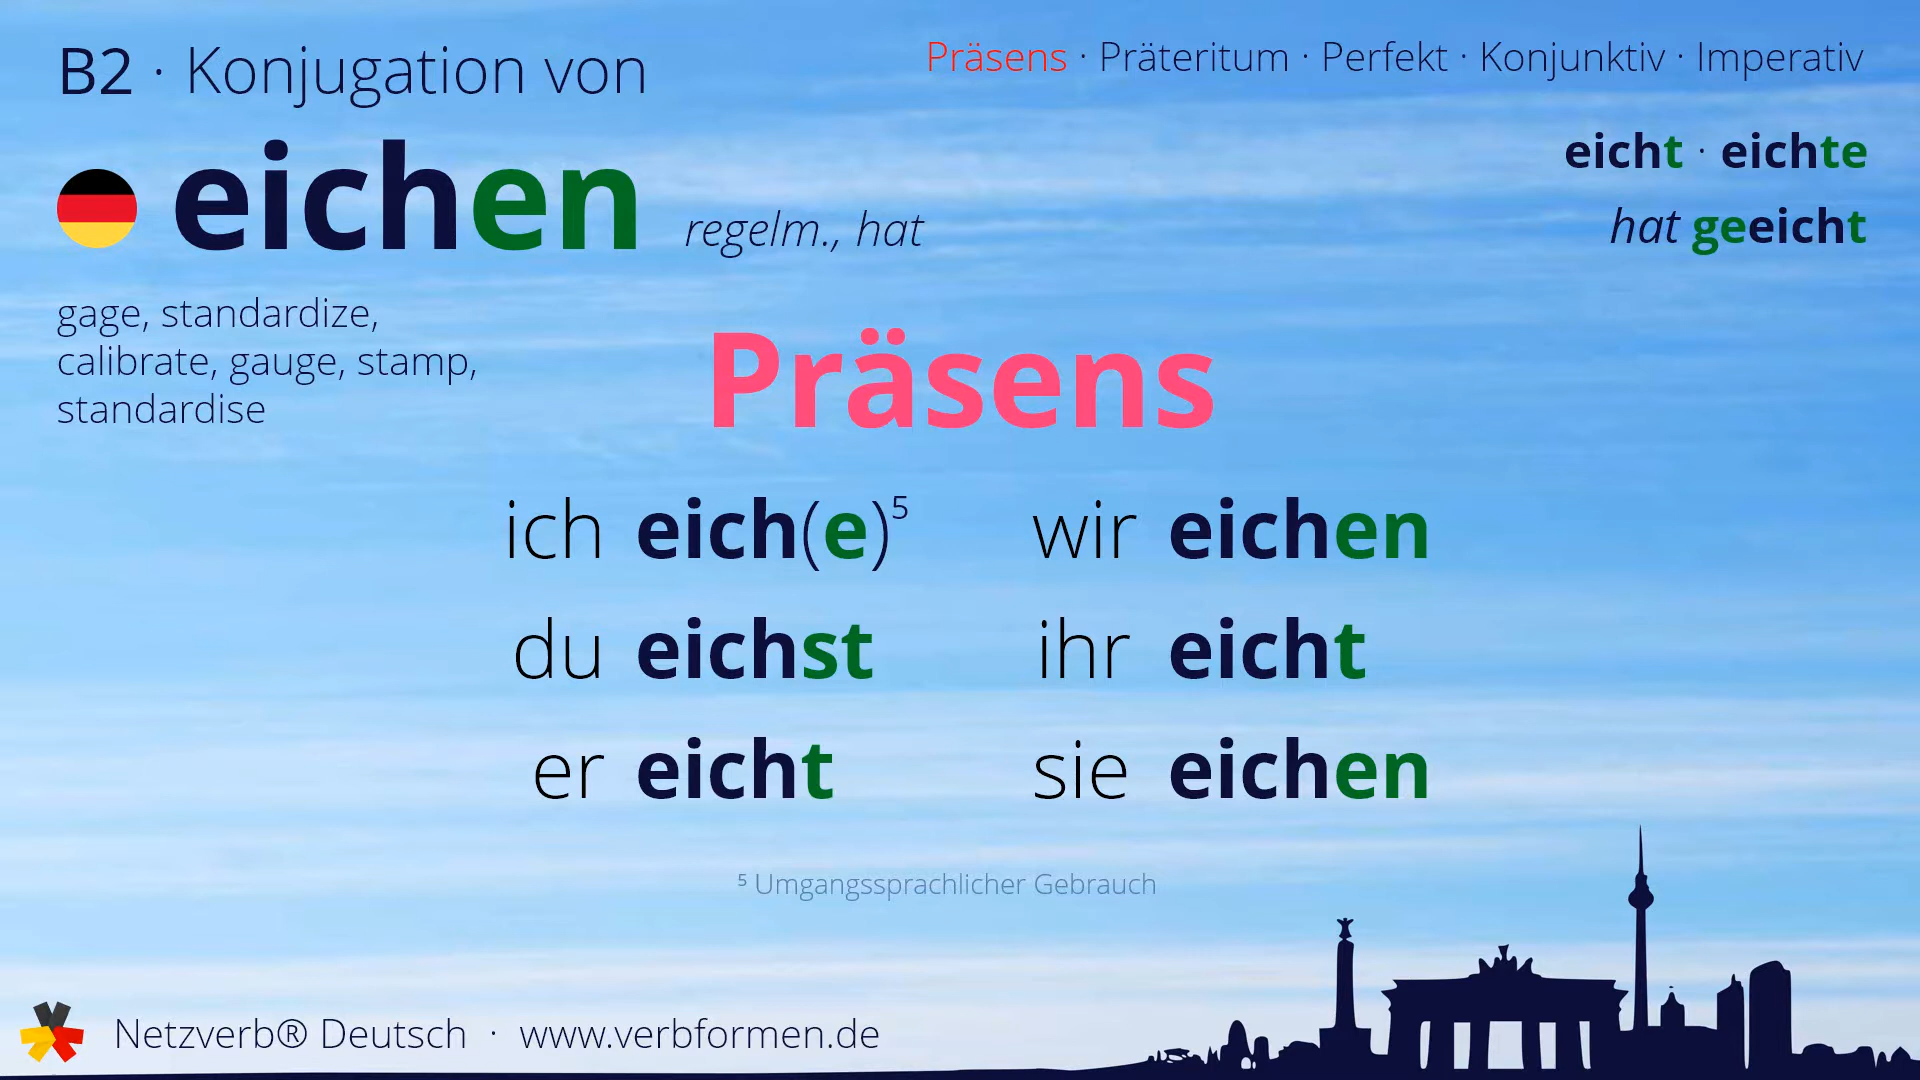 B2 · Konjugation von
Präsens · Präteritum · Perfekt · Konjunktiv · Imperativ
eichen regelm., hat
eicht · eichte
hat geeicht
gage, standardize,
calibrate, gauge, stamp,
standardise
Präsens
ich eich(e)⁵ wir eichen
du eichst ihr eicht
er eicht sie eichen
⁵ Umgangssprachlicher Gebrauch
Netzverb® Deutsch · www.verbformen.de